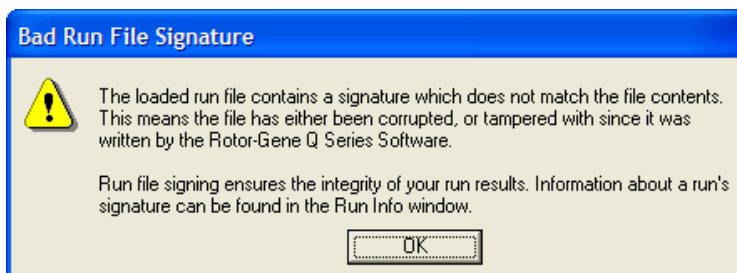 Bad Run File Signature
The loaded run file contains a signature which does not match the file contents.
This means the file has either been corrupted, or tampered with since it was
written by the Rotor-Gene Q Series Software.
Run file signing ensures the integrity of your run results. Information about a run's
signature can be found in the Run Info window.
OK